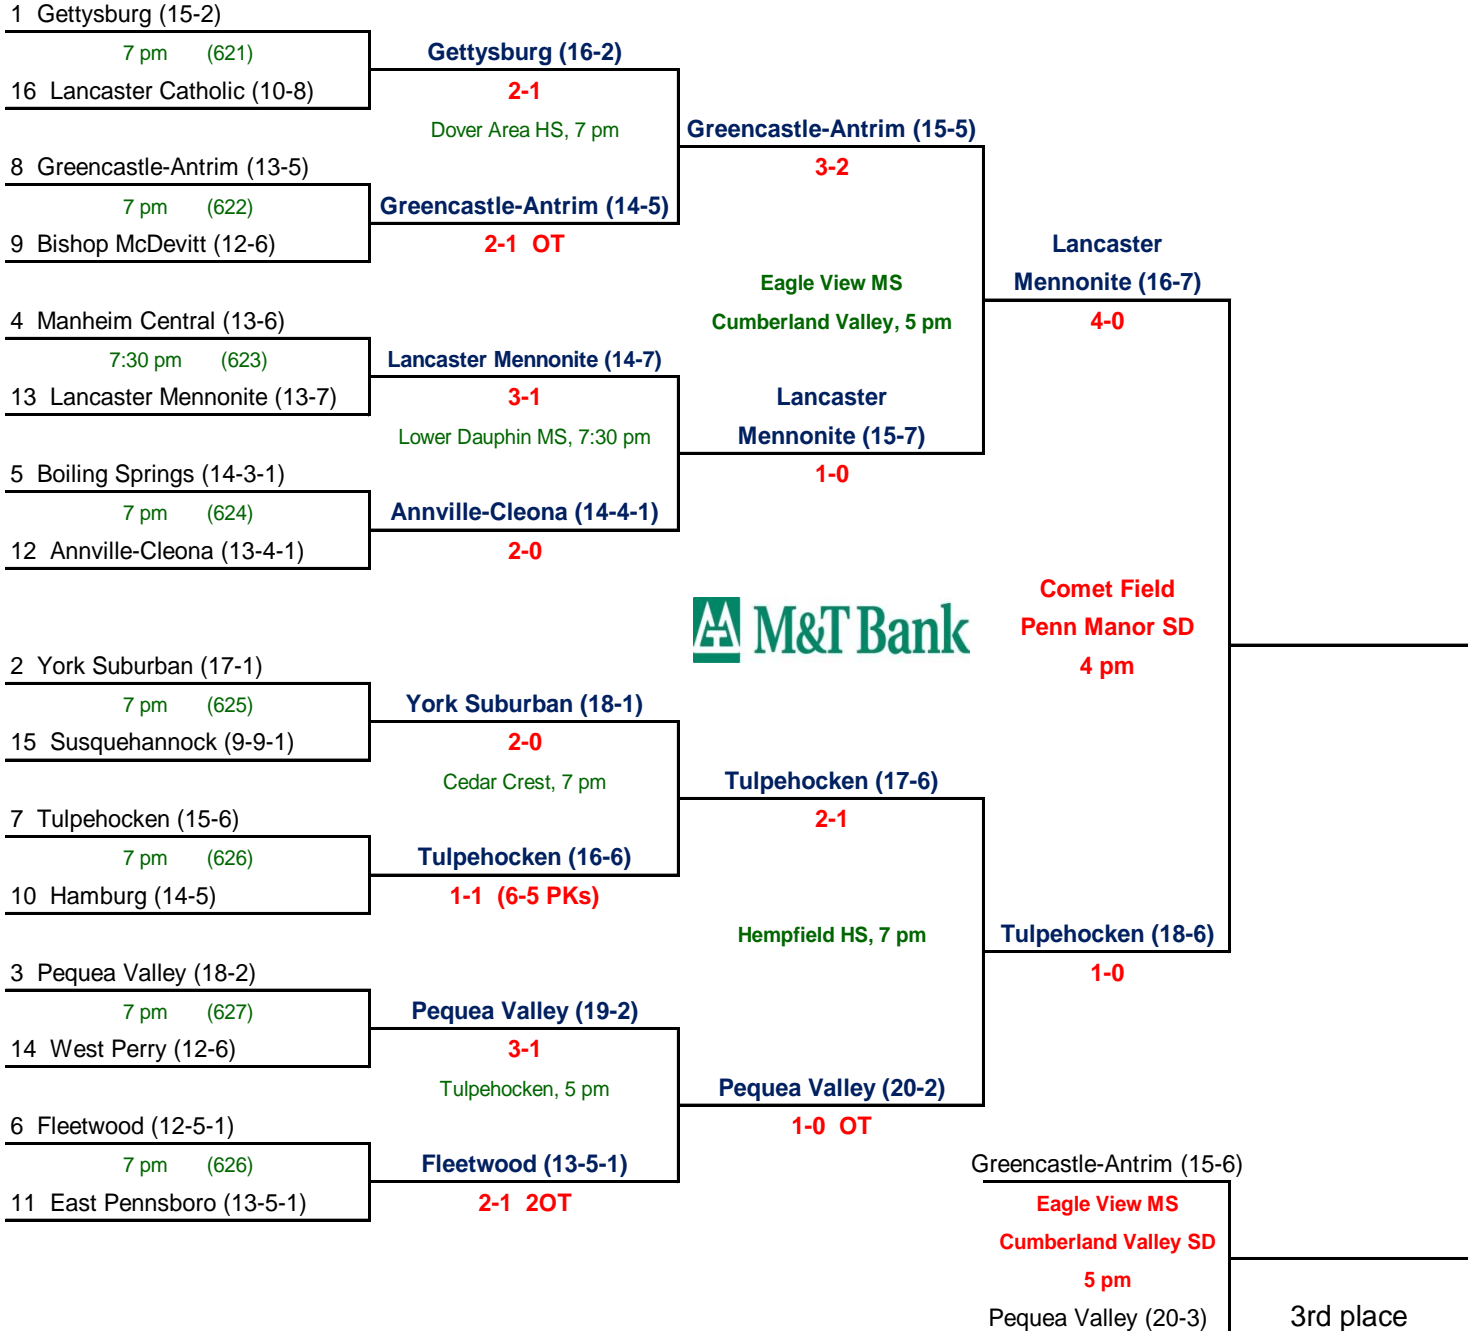 1 Gettysburg (15-2)
7 pm (621)
16 Lancaster Catholic (10-8)
8 Greencastle-Antrim (13-5)
7 pm (622)
9 Bishop McDevitt (12-6)
4 Manheim Central (13-6)
7:30 pm (623)
13 Lancaster Mennonite (13-7)
5 Boiling Springs (14-3-1)
7 pm (624)
12 Annville-Cleona (13-4-1)
2 York Suburban (17-1)
7 pm (625)
15 Susquehannock (9-9-1)
7 Tulpehocken (15-6)
7 pm (626)
10 Hamburg (14-5)
3 Pequea Valley (18-2)
7 pm (627)
14 West Perry (12-6)
6 Fleetwood (12-5-1)
7 pm (626)
11 East Pennsboro (13-5-1)
Gettysburg (16-2)
2-1
Dover Area HS, 7 pm
Greencastle-Antrim (14-5)
2-1 OT
Lancaster Mennonite (14-7)
3-1
Lower Dauphin MS, 7:30 pm
Annville-Cleona (14-4-1)
2-0
York Suburban (18-1)
2-0
Cedar Crest, 7 pm
Tulpehocken (16-6)
1-1 (6-5 PKs)
Pequea Valley (19-2)
3-1
Tulpehocken, 5 pm
Fleetwood (13-5-1)
2-1 2OT
Greencastle-Antrim (15-5)
3-2
Eagle View MS
Cumberland Valley, 5 pm
Lancaster
Mennonite (15-7)
1-0
M&T Bank
Tulpehocken (17-6)
2-1
Hempfield HS, 7 pm
Pequea Valley (20-2)
1-0 OT
Lancaster
Mennonite (16-7)
4-0
Comet Field
Penn Manor SD
4 pm
Tulpehocken (18-6)
1-0
Greencastle-Antrim (15-6)
Eagle View MS
Cumberland Valley SD
5 pm
Pequea Valley (20-3)
3rd place